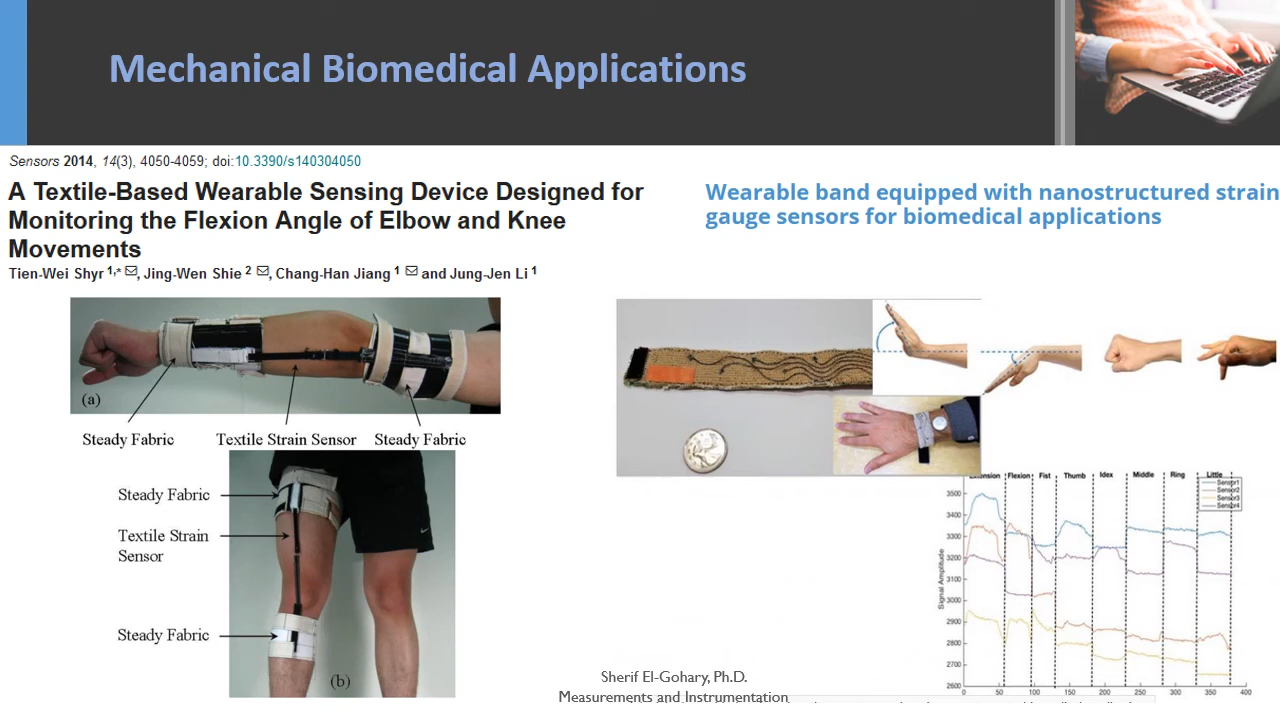 Mechanical Biomedical Applications
Sensors 2014, 14(3), 4050-4059; doi:10.3390/s140304050
A Textile-Based Wearable Sensing Device Designed for
Monitoring the Flexion Angle of Elbow and Knee
Movements
Tien-Wei Shyr 1,* , Jing-Wen Shie 2 , Chang-Han Jiang 1 and Jung-Jen Li 1
Wearable band equipped with nanostructured strain
gauge sensors for biomedical applications
(a)
Steady Fabric
Textile Strain Sensor
Steady Fabric
Steady Fabric
Textile Strain
Sensor
Steady Fabric
(b)
Flexion
Fist
Thumb
Idex
Middle
Ring
Little
Sensor1
Sensor2
Sensor3
Sensor4
Signal Amplitude
3500
3400
3300
3200
3100
3000
2900
2800
2700
2600
0 50 100 150 200 250 300 350 400
Sherif El-Gohary, Ph.D.
Measurements and Instrumentation